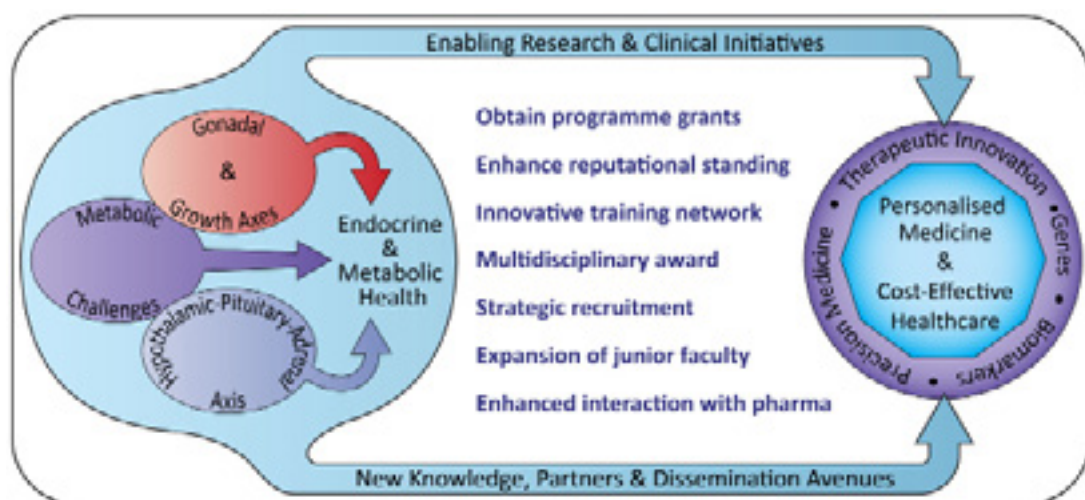 Enabling Research & Clinical Initiatives
Gonadal
&
Growth Axes
Metabolic
Challenges
Hypothalamic-Pituitary-Adrenal
Axis
Endocrine
&
Metabolic
Health
Obtain programme grants
Enhance reputational standing
Innovative training network
Multidisciplinary award
Strategic recruitment
Expansion of junior faculty
Enhanced interaction with pharma
Precision Medicine • Therapeutic Innovation • Genes • Biomarkers •
Personalised
Medicine
&
Cost-Effective
Healthcare
New Knowledge, Partners & Dissemination Avenues